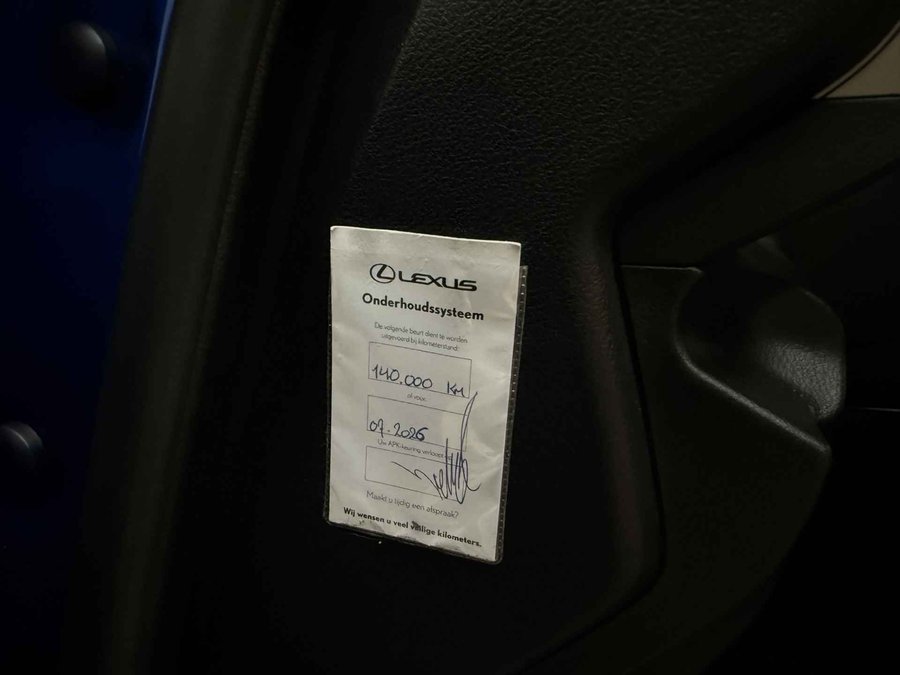 LEXUS
Onderhoudssysteem
De volgende beurt dient te worden
uitgevoerd bij kilometerstand:
140.000 KM
of voor:
07.2026
Uw APK-keuring verloopt
Maakt u tijdig een afspraak?
Wij wensen u veel veilige kilometers.